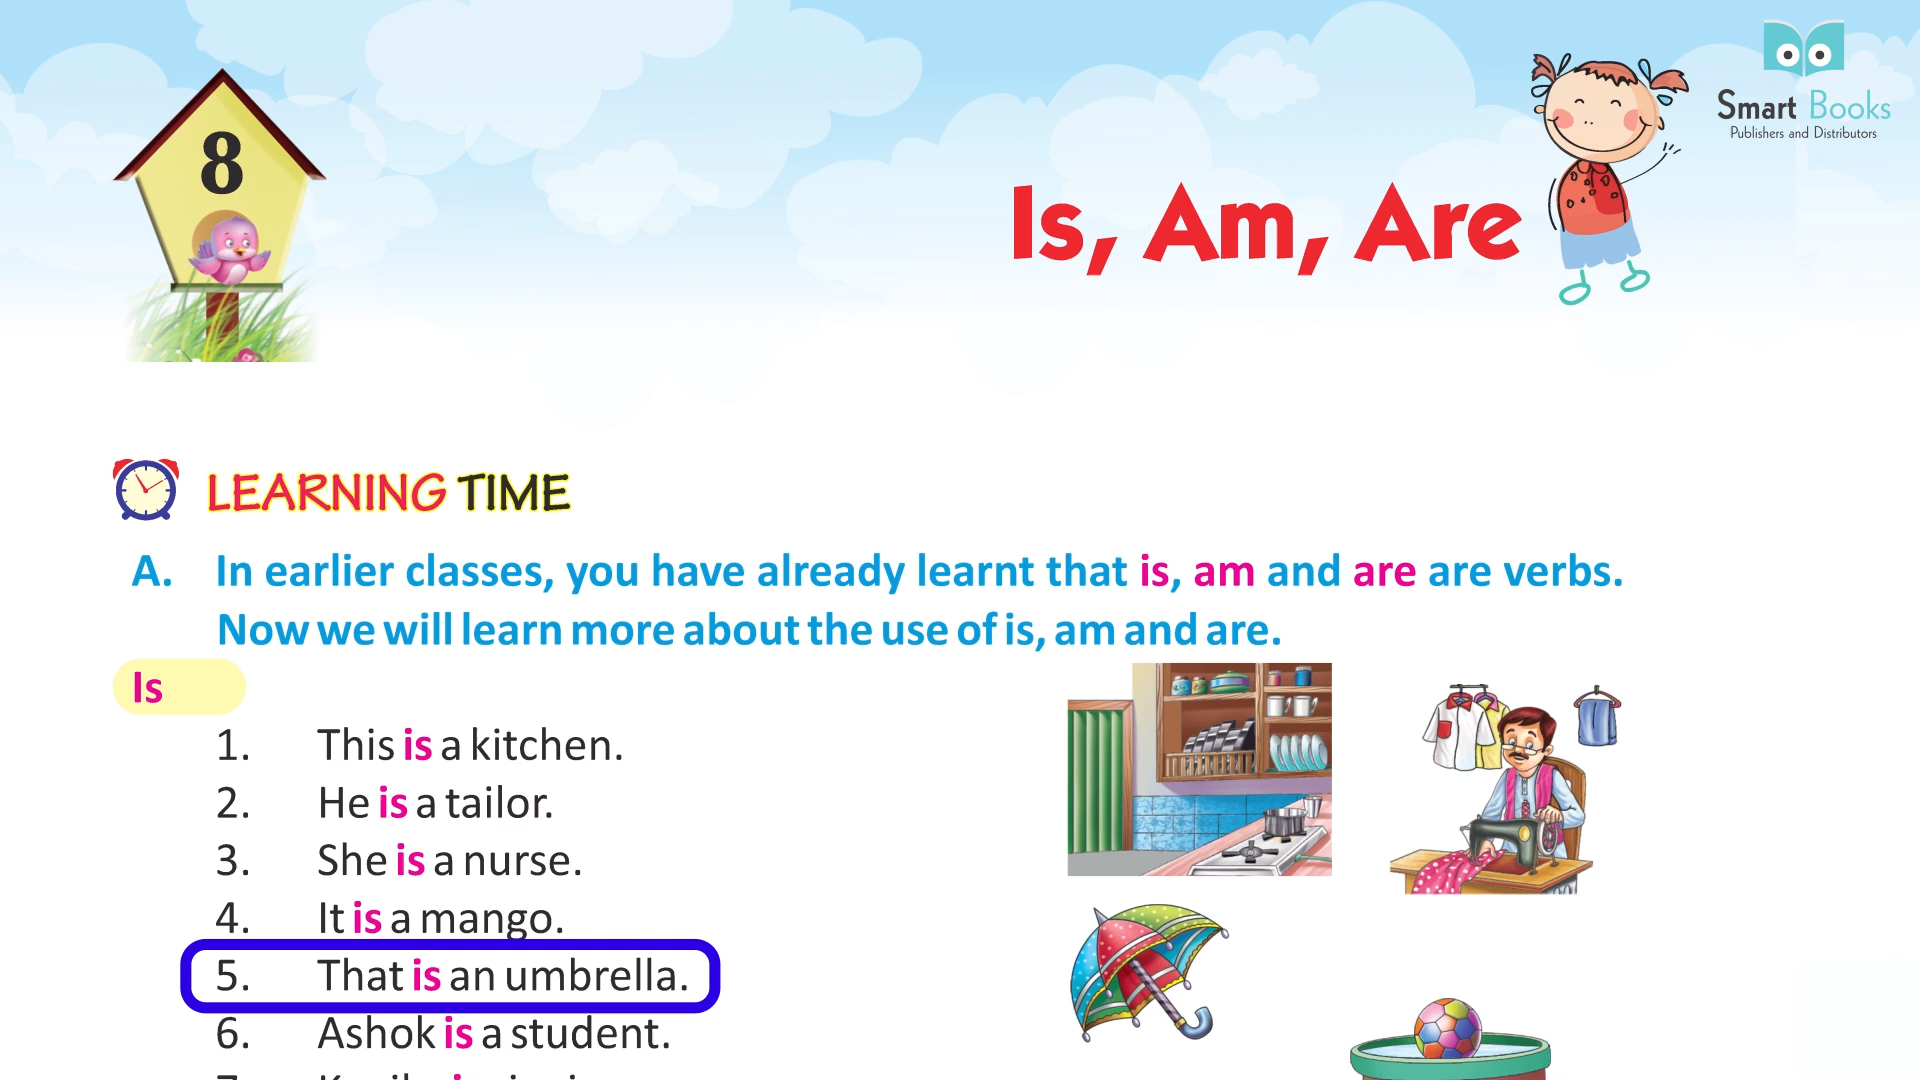 8
Smart Books
Publishers and Distributors
Is, Am, Are
LEARNING TIME
A. In earlier classes, you have already learnt that is, am and are are verbs.
Now we will learn more about the use of is, am and are.
Is
1. This is a kitchen.
2. He is a tailor.
3. She is a nurse.
4. It is a mango.
5. That is an umbrella.
6. Ashok is a student.